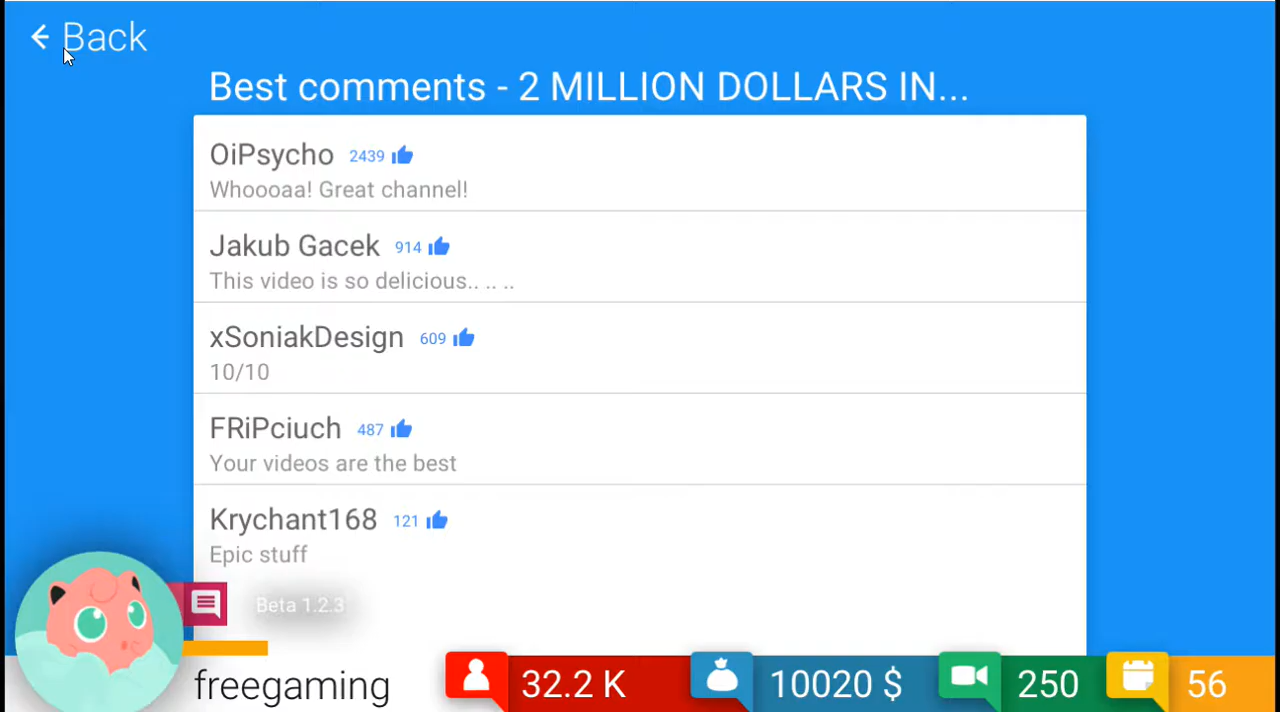 Back
Best comments - 2 MILLION DOLLARS IN...
OiPsycho 2439
Whoooaa! Great channel!
Jakub Gacek 914
This video is so delicious.. .. ..
xSoniakDesign 609
10/10
FRiPciuch 487
Your videos are the best
Krychant168 121
Epic stuff
Beta 1.2.3
freegaming 32.2 K 10020 $ 250 56